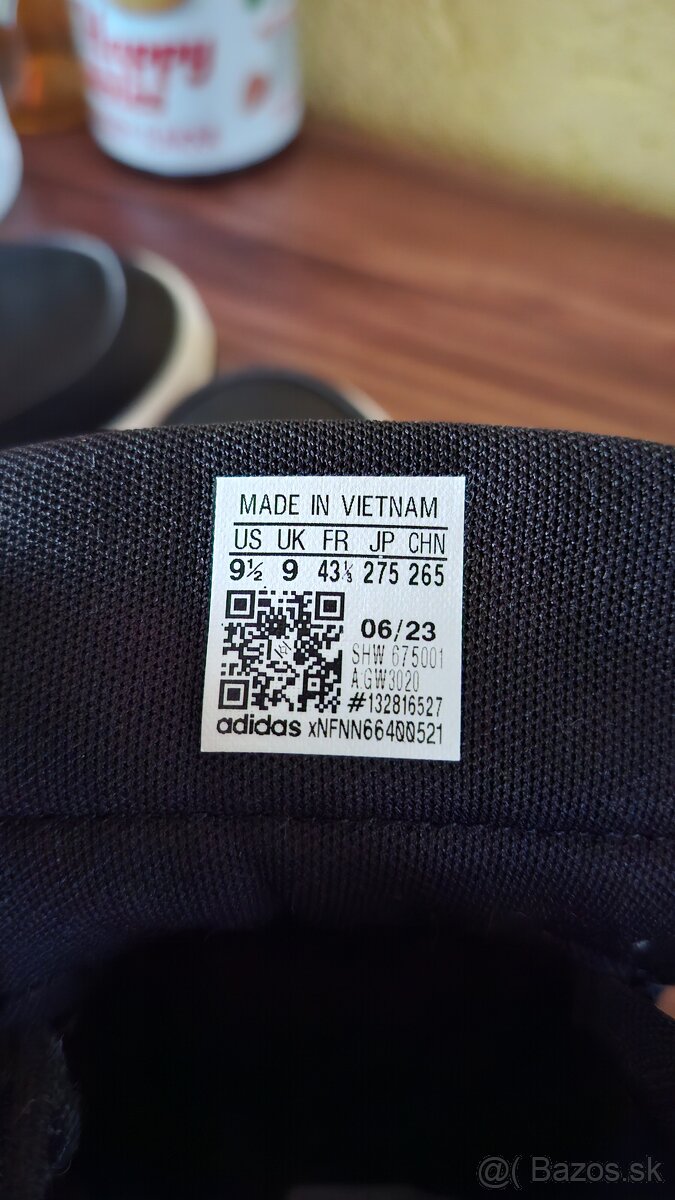 MADE IN VIETNAM
US UK FR JP CHN
9½ 9 43⅓ 275 265
06/23
SHW 675001
A GW3020
#132816527
adidas xNFNN66400521
@( Bazos.sk